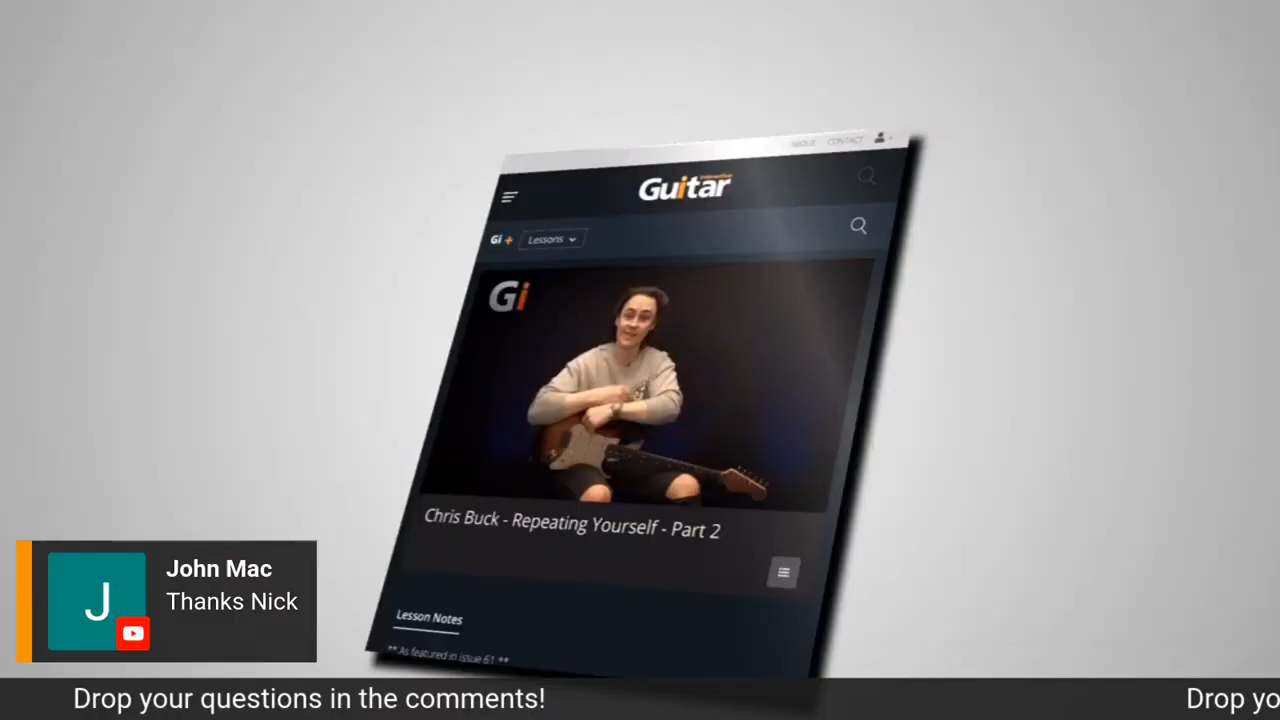 ABOUT CONTACT
Guitar
interactive
Gi + Lessons
Gi
Chris Buck - Repeating Yourself - Part 2
Lesson Notes
** As featured in issue 61 **
J
John Mac
Thanks Nick
Drop your questions in the comments!
Drop yo